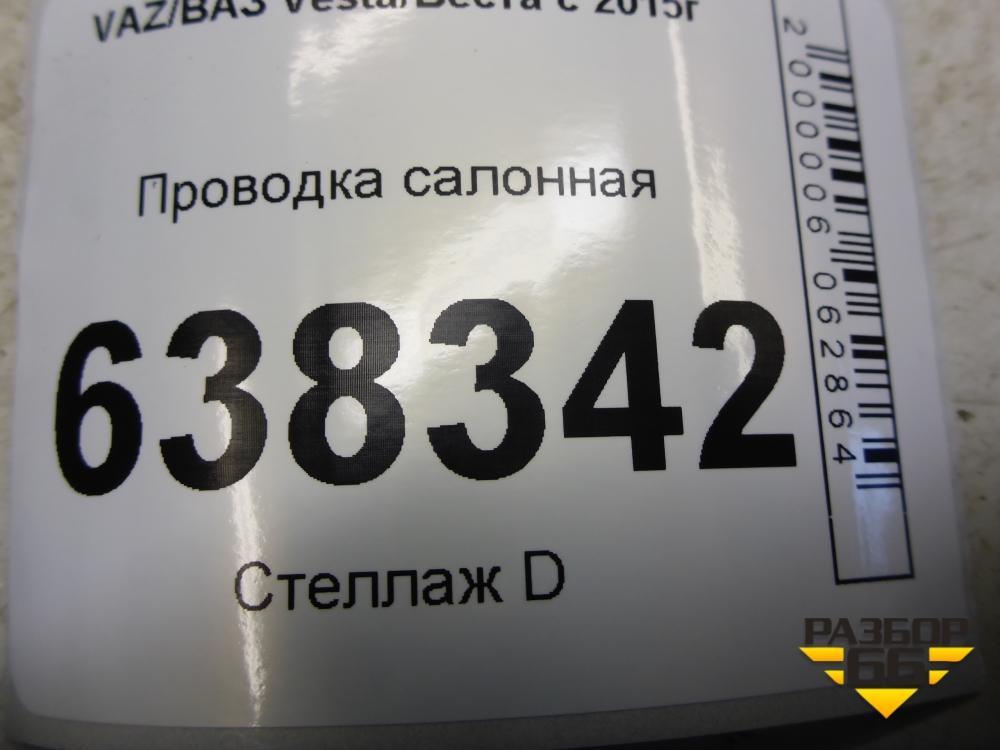 VAZ/ВАЗ Vesta/Веста с 2015г
Проводка салонная
638342
Стеллаж D
2000006062864
РАЗБОР
66